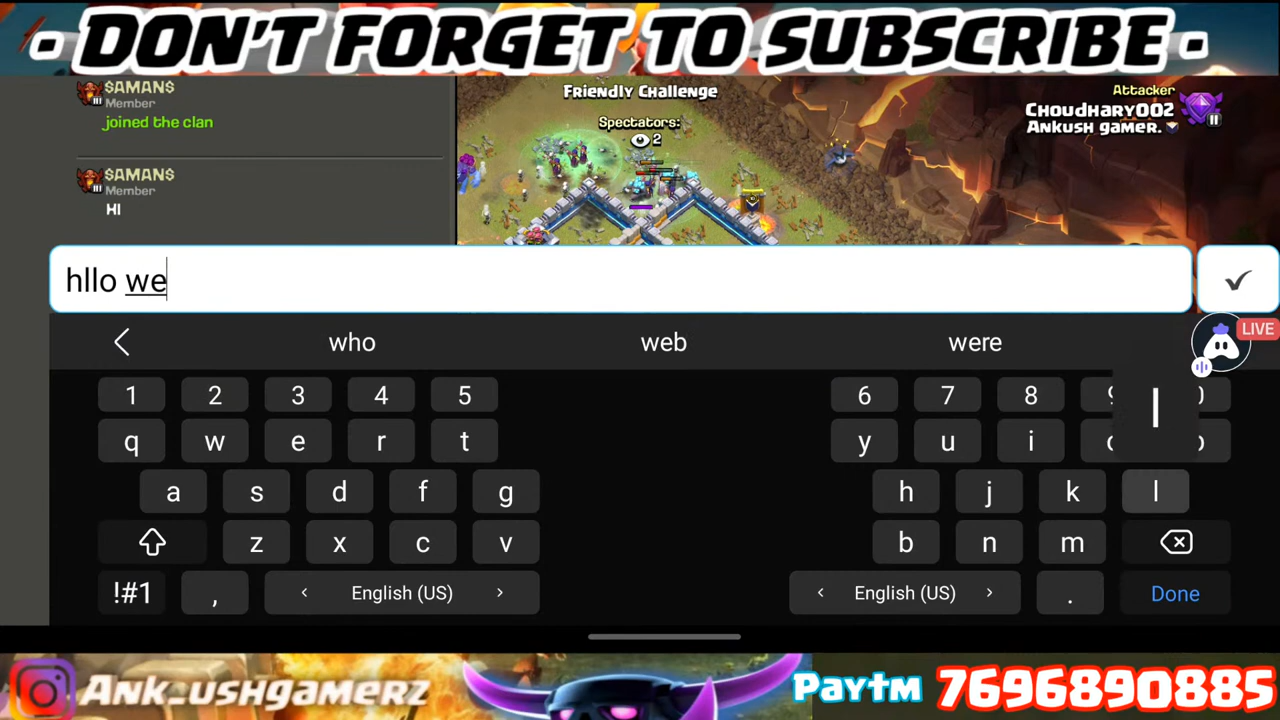 - DON'T FORGET TO SUBSCRIBE -
$AMAN$
Member
joined the clan
$AMAN$
Member
HI
Friendly Challenge
Spectators:
2
Attacker
CHOUDHARY002
Ankush gamer.
hllo we
who web were
LIVE
1 2 3 4 5 6 7 8
q w e r t y u i
l
a s d f g h j k l
z x c v b n m
!#1 , < English (US) > < English (US) > . Done
Ank_ushgamerz
Paytm 7696890885